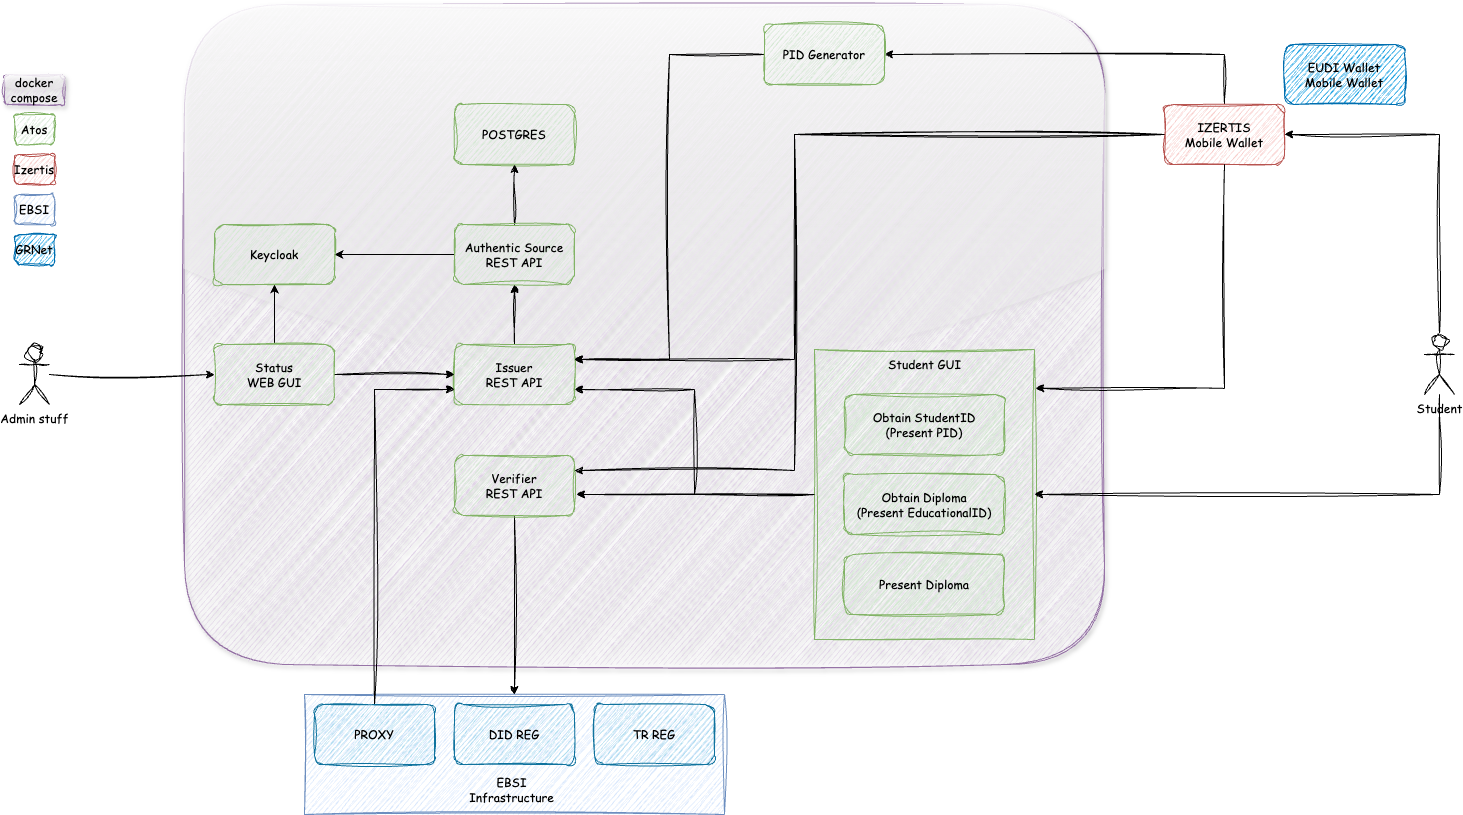 docker
compose
Atos
Izertis
EBSI
GRNet
PID Generator
EUDI Wallet
Mobile Wallet
IZERTIS
Mobile Wallet
POSTGRES
Keycloak
Authentic Source
REST API
Status
WEB GUI
Issuer
REST API
Verifier
REST API
Student GUI
Obtain StudentID
(Present PID)
Obtain Diploma
(Present EducationalID)
Present Diploma
Admin stuff
Student
PROXY
DID REG
TR REG
EBSI
Infrastructure